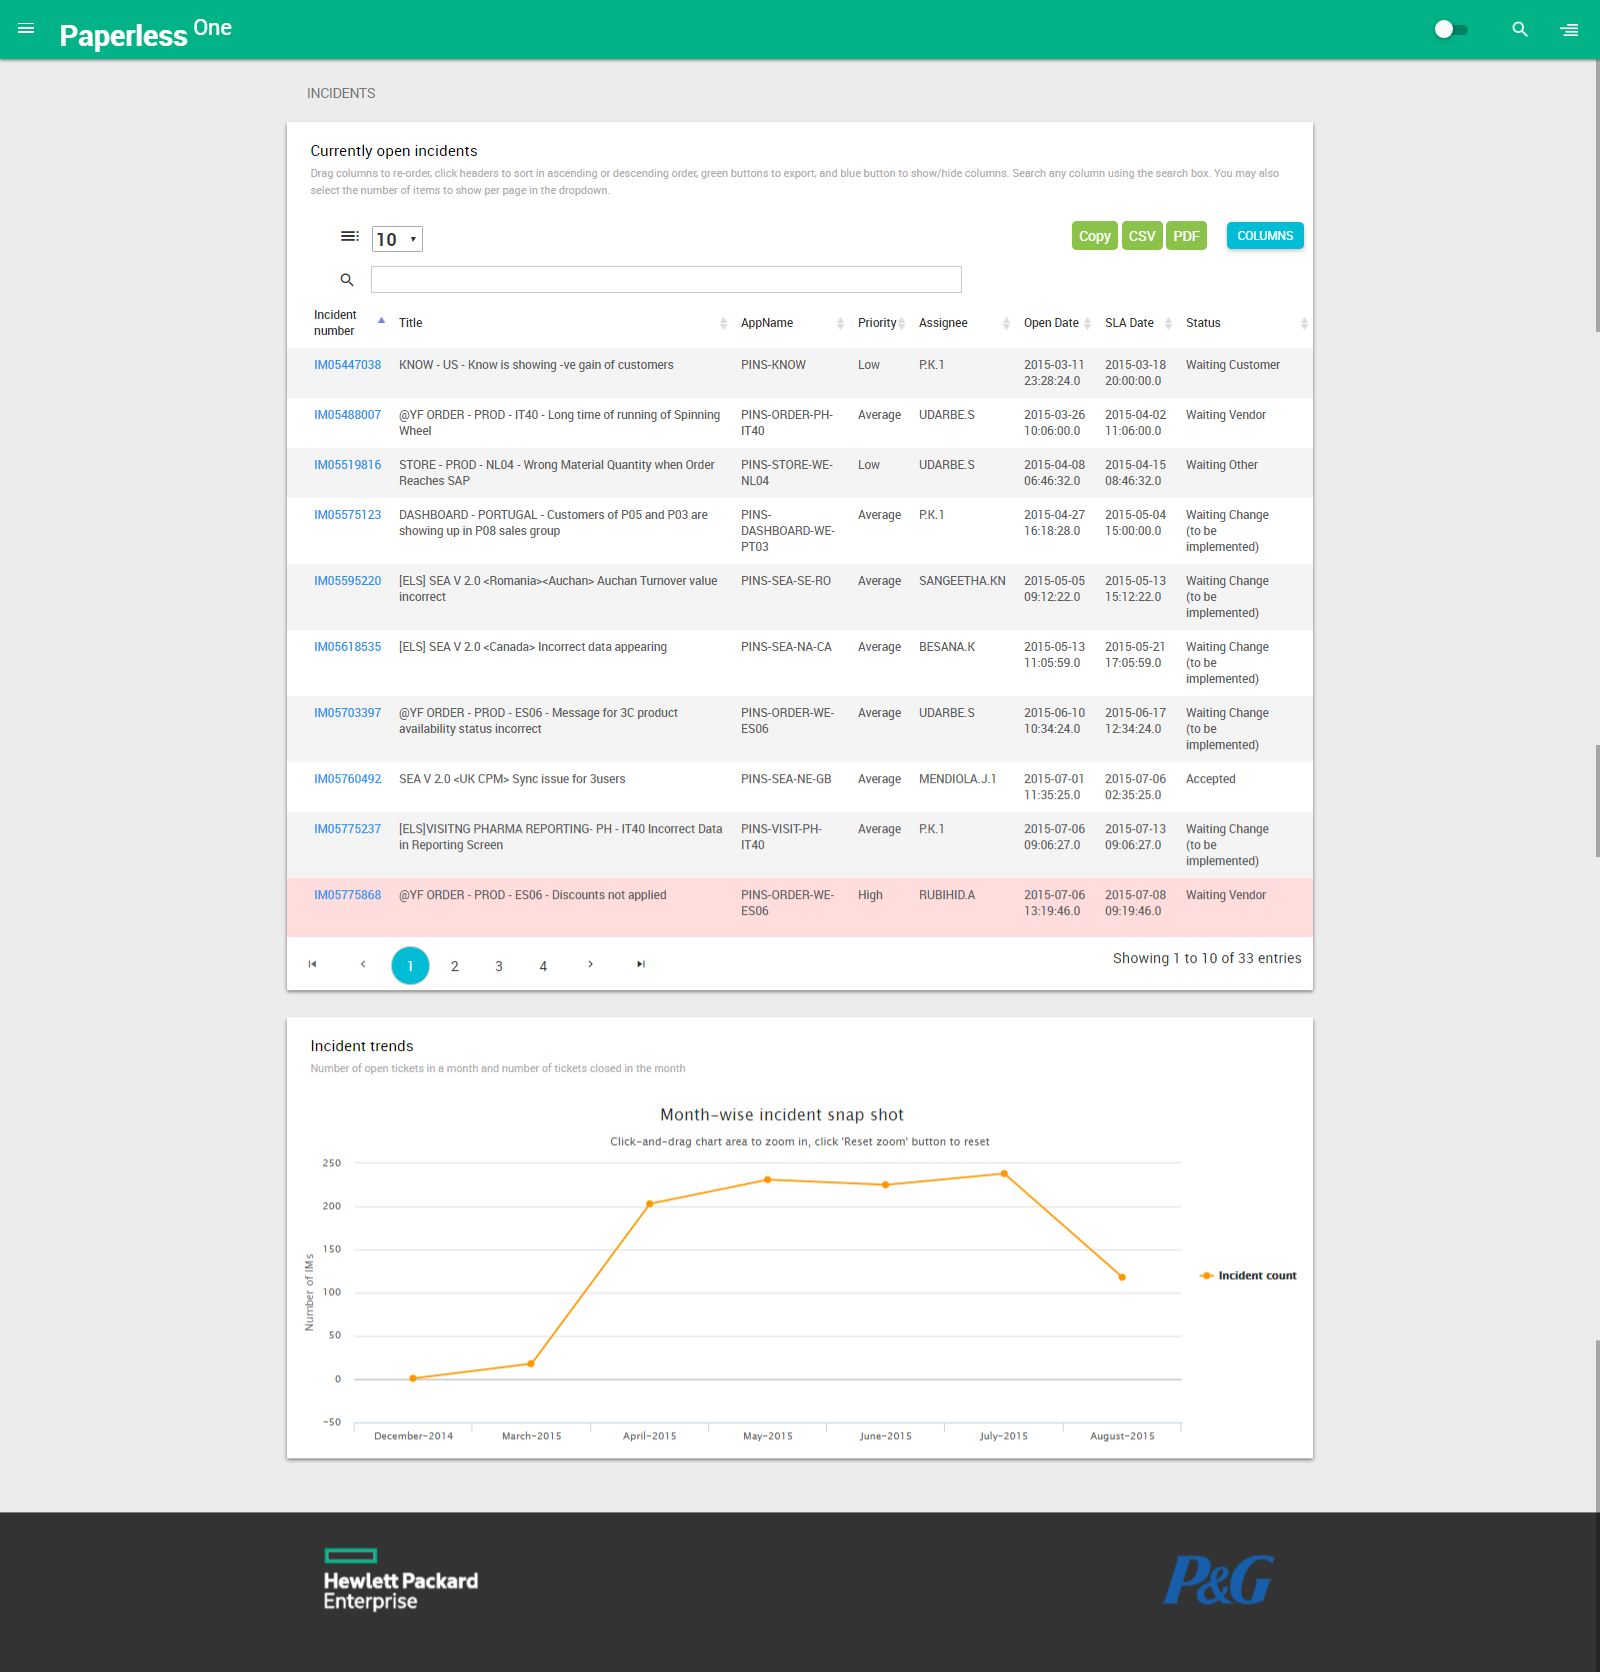 Paperless One
INCIDENTS
Currently open incidents
Drag columns to re-order, click headers to sort in ascending or descending order, green buttons to export, and blue button to show/hide columns. Search any column using the search box. You may also
select the number of items to show per page in the dropdown.
10
Copy CSV PDF COLUMNS
Incident number Title AppName Priority Assignee Open Date SLA Date Status
IM05447038 KNOW - US - Know is showing -ve gain of customers PINS-KNOW Low P.K.1 2015-03-11 2015-03-18 Waiting Customer
23:28:24.0 20:00:00.0
IM05488007 @YF ORDER - PROD - IT40 - Long time of running of Spinning PINS-ORDER-PH- Average UDARBE.S 2015-03-26 2015-04-02 Waiting Vendor
Wheel IT40 10:06:00.0 11:06:00.0
IM05519816 STORE - PROD - NL04 - Wrong Material Quantity when Order PINS-STORE-WE- Low UDARBE.S 2015-04-08 2015-04-15 Waiting Other
Reaches SAP NL04 06:46:32.0 08:46:32.0
IM05575123 DASHBOARD - PORTUGAL - Customers of P05 and P03 are PINS- Average P.K.1 2015-04-27 2015-05-04 Waiting Change
showing up in P08 sales group DASHBOARD-WE- 16:18:28.0 15:00:00.0 (to be
PT03 implemented)
IM05595220 [ELS] SEA V 2.0 <Romania><Auchan> Auchan Turnover value PINS-SEA-SE-RO Average SANGEETHA.KN 2015-05-05 2015-05-13 Waiting Change
incorrect 09:12:22.0 15:12:22.0 (to be
implemented)
IM05618535 [ELS] SEA V 2.0 <Canada> Incorrect data appearing PINS-SEA-NA-CA Average BESANA.K 2015-05-13 2015-05-21 Waiting Change
11:05:59.0 17:05:59.0 (to be
implemented)
IM05703397 @YF ORDER - PROD - ES06 - Message for 3C product PINS-ORDER-WE- Average UDARBE.S 2015-06-10 2015-06-17 Waiting Change
availability status incorrect ES06 10:34:24.0 12:34:24.0 (to be
implemented)
IM05760492 SEA V 2.0 <UK CPM> Sync issue for 3users PINS-SEA-NE-GB Average MENDIOLA.J.1 2015-07-01 2015-07-06 Accepted
11:35:25.0 02:35:25.0
IM05775237 [ELS]VISITNG PHARMA REPORTING- PH - IT40 Incorrect Data PINS-VISIT-PH- Average P.K.1 2015-07-06 2015-07-13 Waiting Change
in Reporting Screen IT40 09:06:27.0 09:06:27.0 (to be
implemented)
IM05775868 @YF ORDER - PROD - ES06 - Discounts not applied PINS-ORDER-WE- High RUBIHID.A 2015-07-06 2015-07-08 Waiting Vendor
ES06 13:19:46.0 09:19:46.0
1 2 3 4
Showing 1 to 10 of 33 entries
Incident trends
Number of open tickets in a month and number of tickets closed in the month
Month-wise incident snap shot
Click-and-drag chart area to zoom in, click 'Reset zoom' button to reset
250
200
150
100
50
0
-50
Number of IMs
Incident count
December-2014 March-2015 April-2015 May-2015 June-2015 July-2015 August-2015
Hewlett Packard
Enterprise
P&G